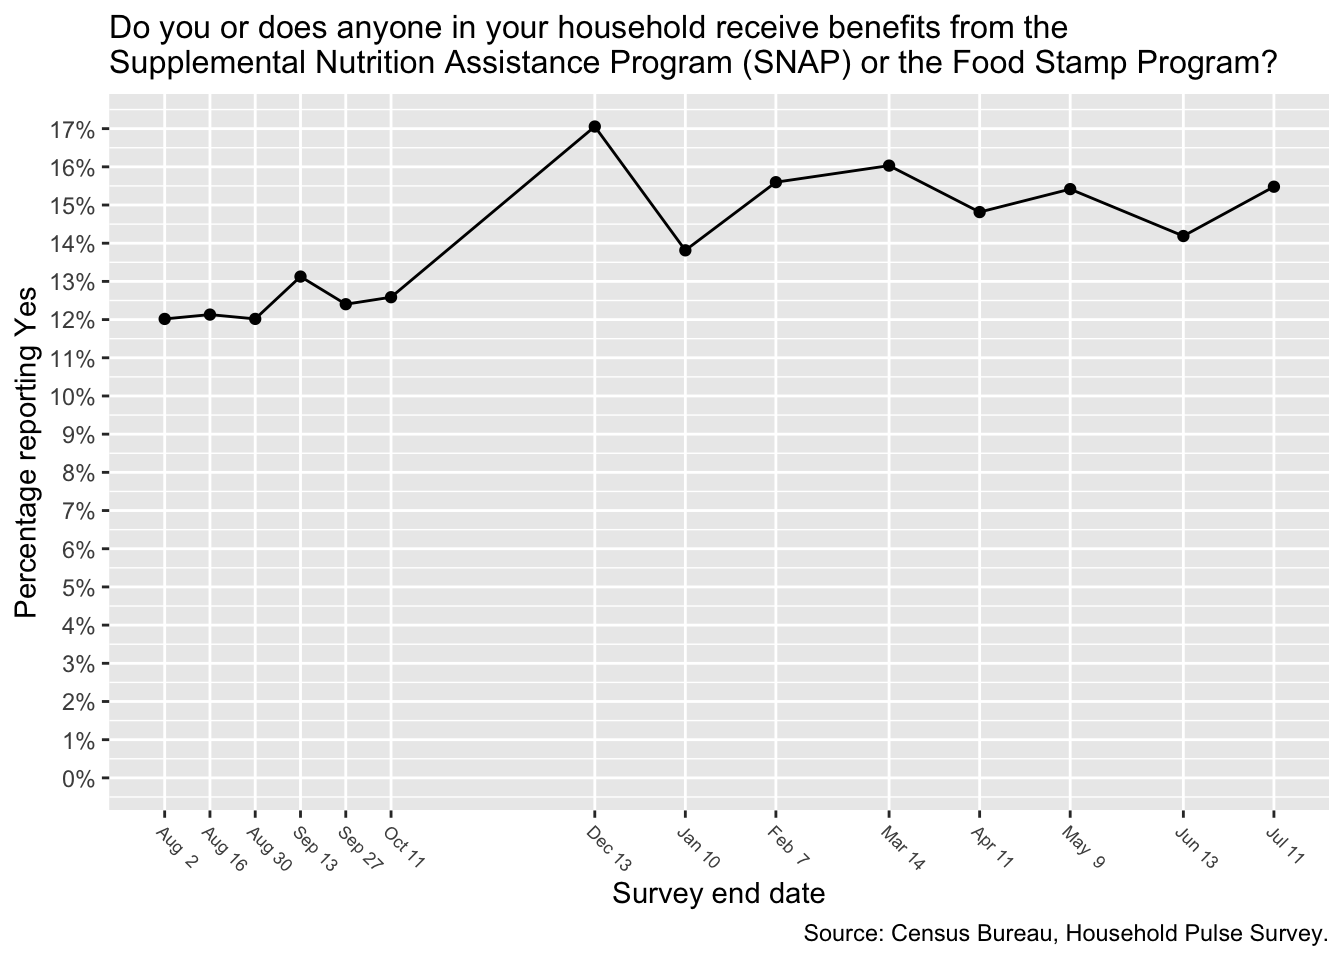 Do you or does anyone in your household receive benefits from the
Supplemental Nutrition Assistance Program (SNAP) or the Food Stamp Program?
Percentage reporting Yes
17%
16%
15%
14%
13%
12%
11%
10%
9%
8%
7%
6%
5%
4%
3%
2%
1%
0%
Aug 2
Aug 16
Aug 30
Sep 13
Sep 27
Oct 11
Dec 13
Jan 10
Feb 7
Mar 14
Apr 11
May 9
Jun 13
Jul 11
Survey end date
Source: Census Bureau, Household Pulse Survey.